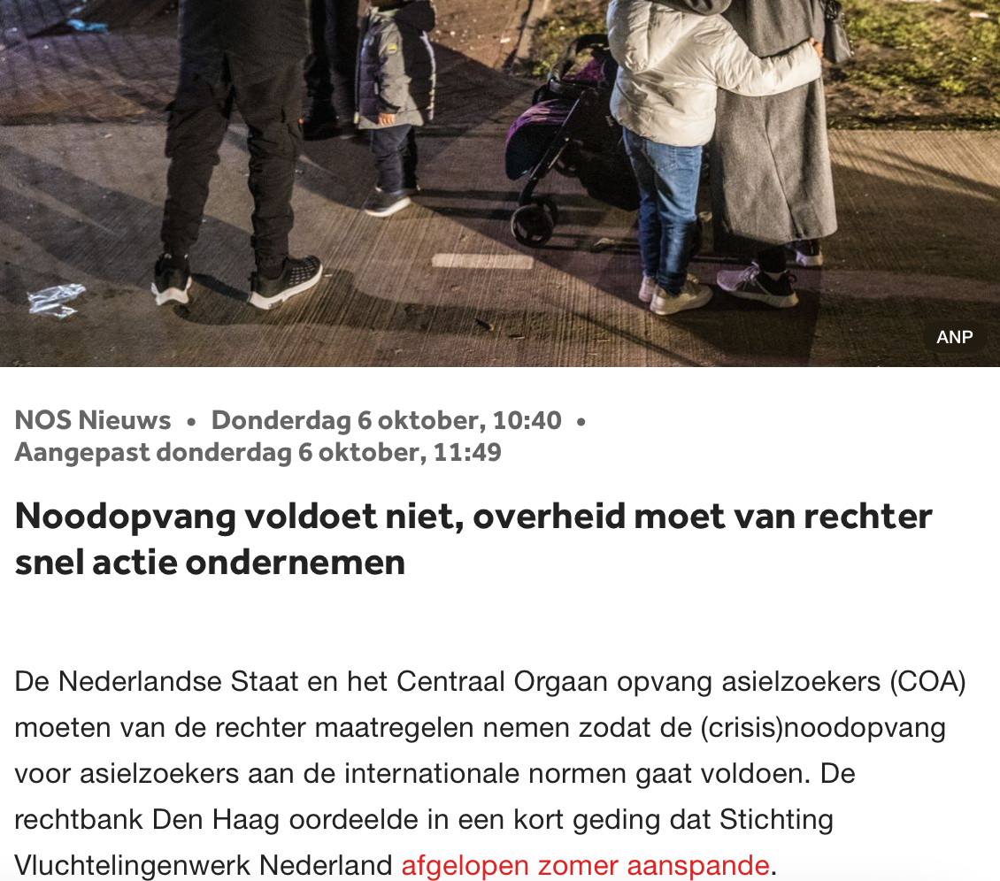 ANP
NOS Nieuws • Donderdag 6 oktober, 10:40 •
Aangepast donderdag 6 oktober, 11:49
Noodopvang voldoet niet, overheid moet van rechter
snel actie ondernemen
De Nederlandse Staat en het Centraal Orgaan opvang asielzoekers (COA)
moeten van de rechter maatregelen nemen zodat de (crisis)noodopvang
voor asielzoekers aan de internationale normen gaat voldoen. De
rechtbank Den Haag oordeelde in een kort geding dat Stichting
Vluchtelingenwerk Nederland afgelopen zomer aanspande.